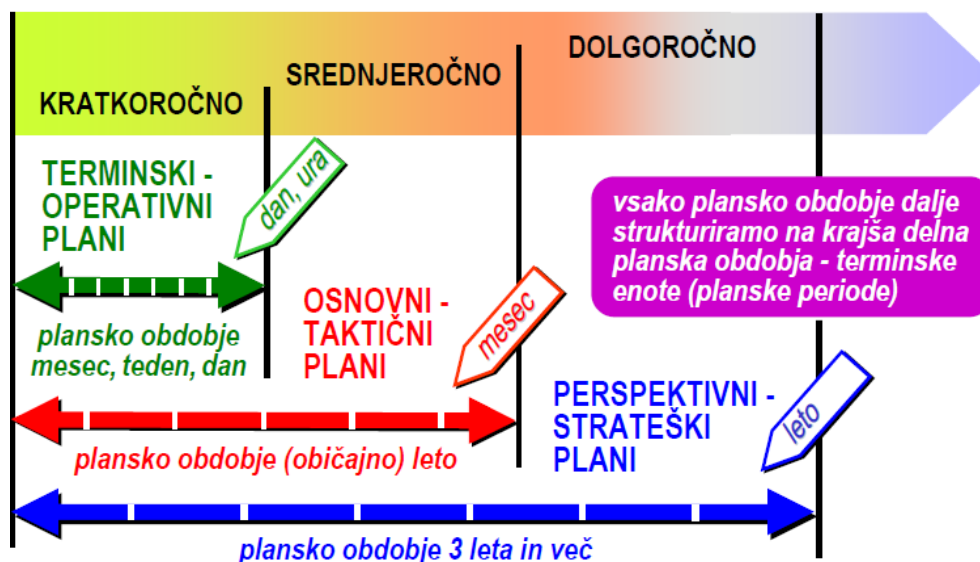 KRATKOROČNO
SREDNJEROČNO
DOLGOROČNO
TERMINSKI -
OPERATIVNI
PLANI
dan, ura
plansko obdobje
mesec, teden, dan
OSNOVNI -
TAKTIČNI
PLANI
mesec
plansko obdobje (običajno) leto
vsako plansko obdobje dalje
strukturiramo na krajša delna
planska obdobja - terminske
enote (planske periode)
PERSPEKTIVNI -
STRATEŠKI
PLANI
leto
plansko obdobje 3 leta in več